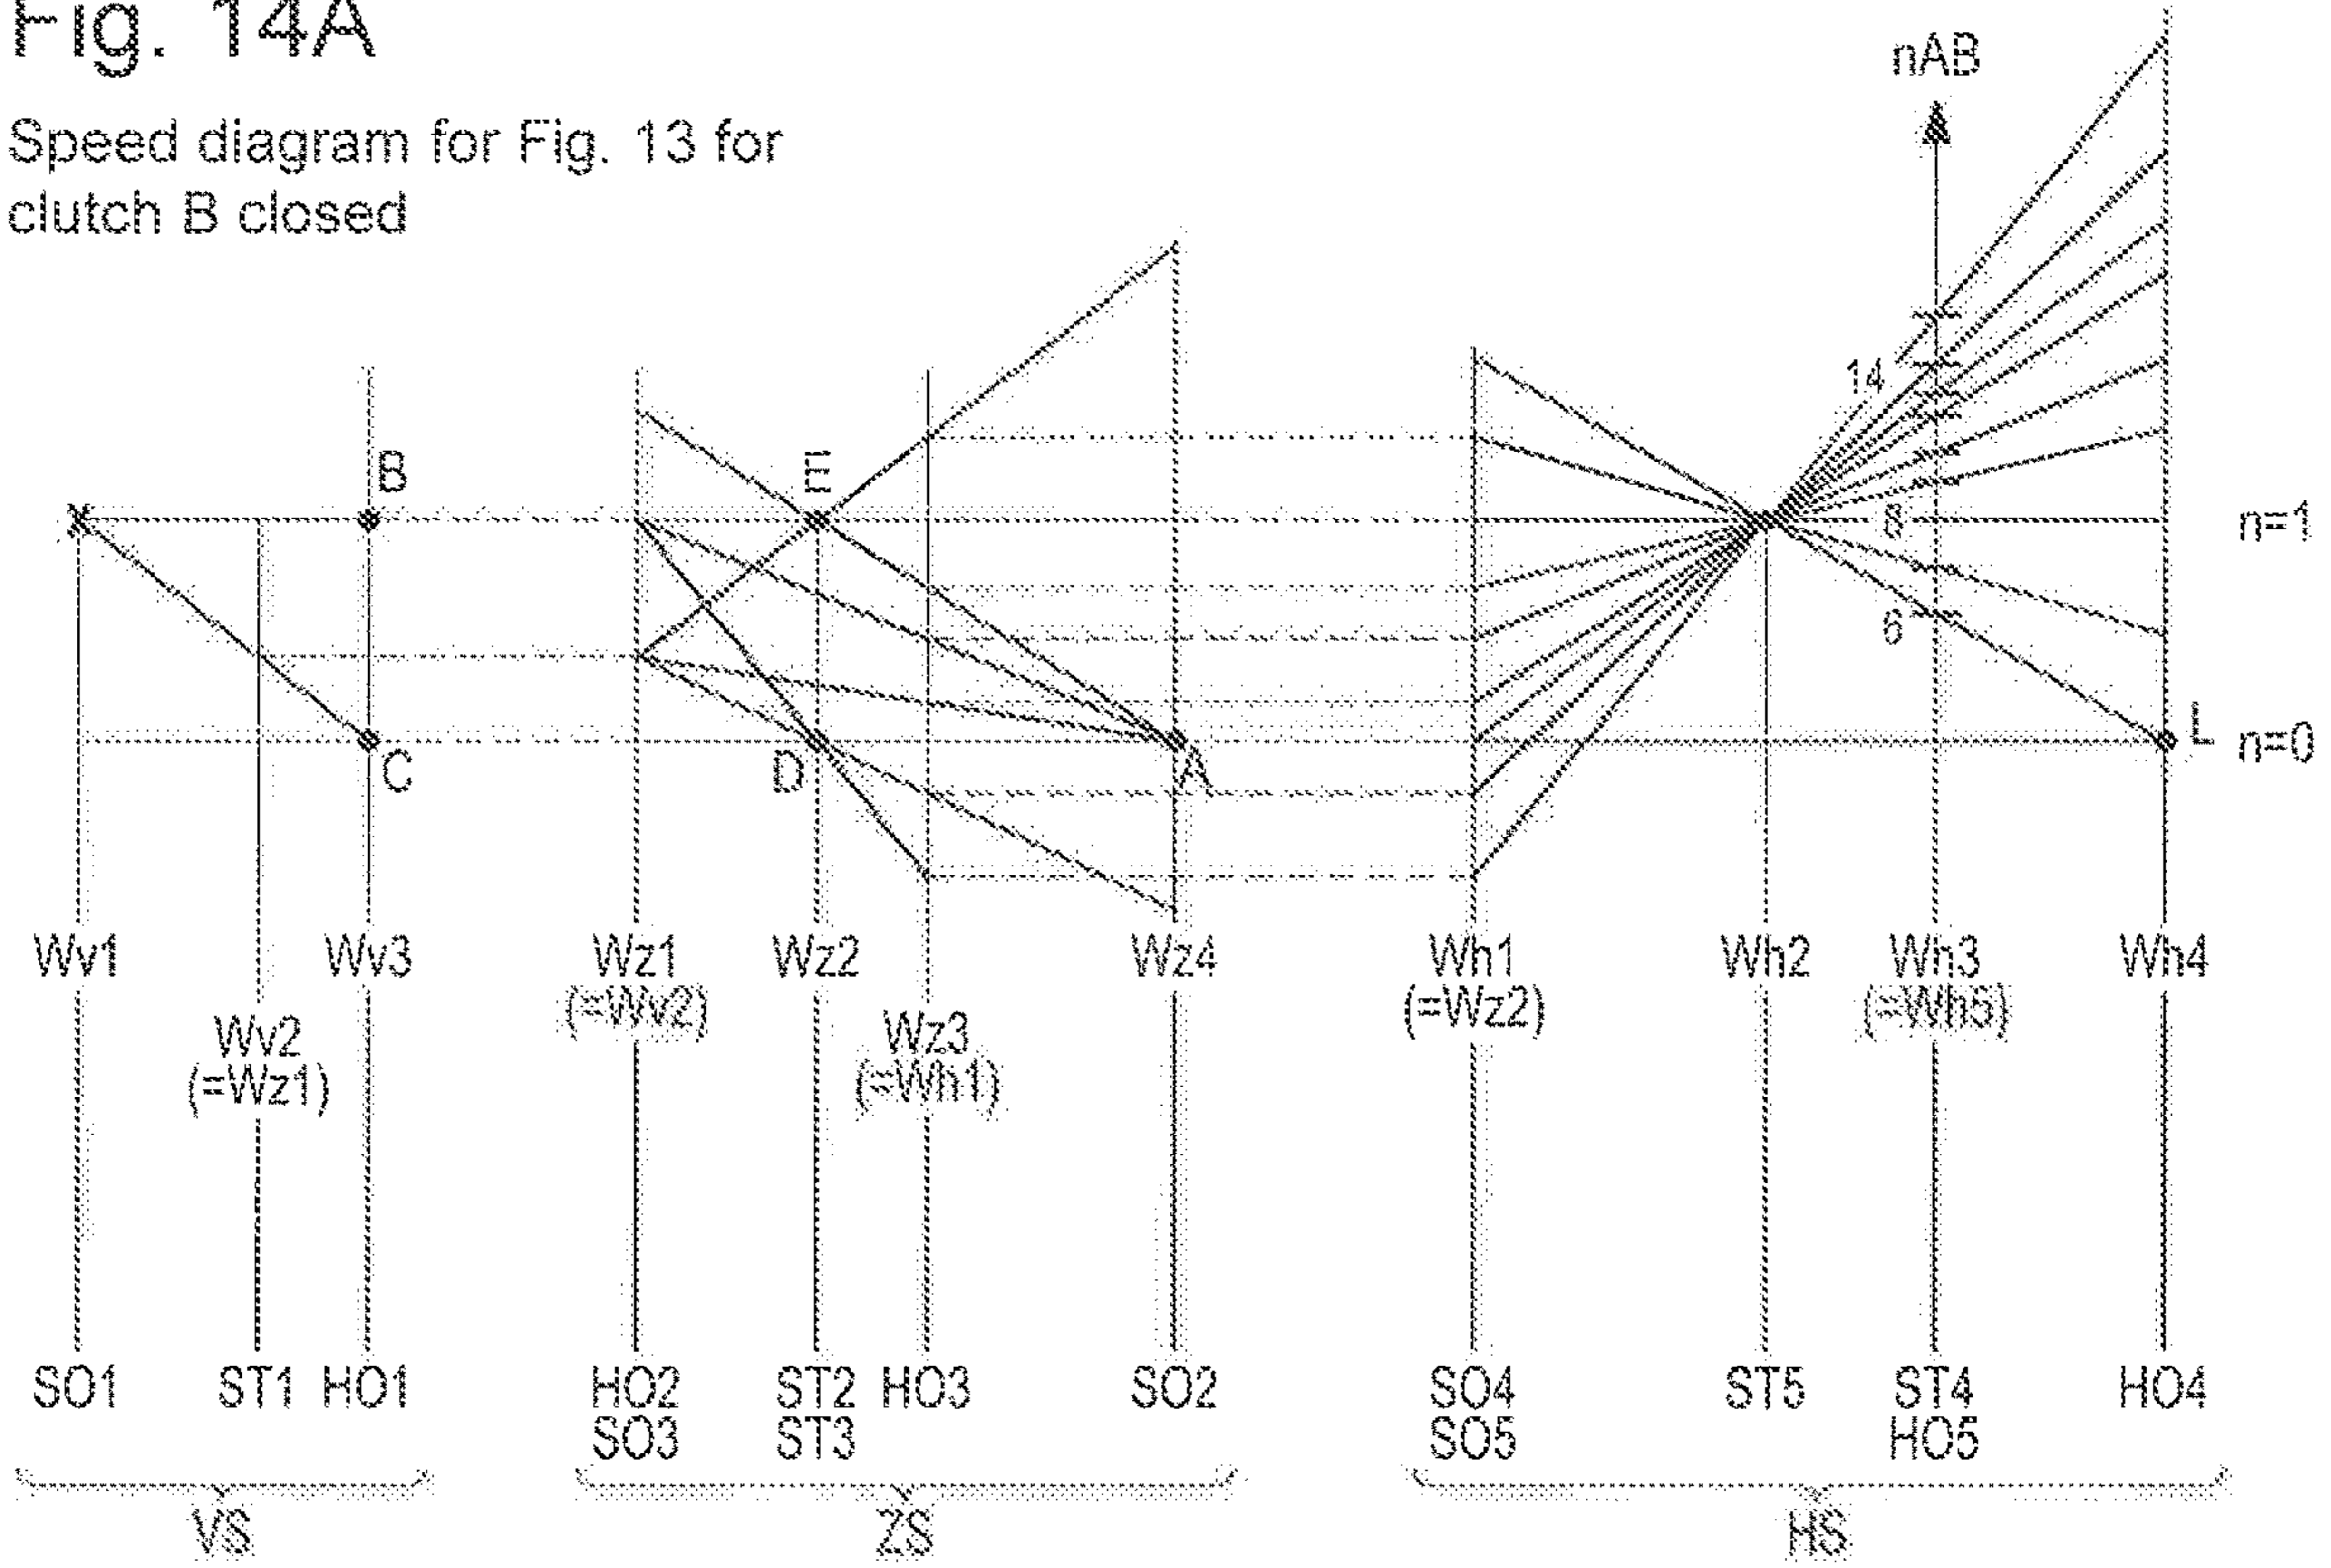 Fig. 14A
Speed diagram for Fig. 13 for
clutch B closed
nAB
14
B
E
8
n=1
6
L
n=0
C
D
A
Wv1
Wv3
Wz1
Wz2
Wz4
Wh1
Wh2
Wh3
Wh4
(=Wv2)
(=Wz2)
(=Wh5)
Wv2
(=Wz1)
Wz3
(=Wh1)
SO1
ST1
HO1
HO2
ST2
HO3
SO2
SO4
ST5
ST4
HO4
SO3
ST3
SO5
HO5
VS
ZS
HS